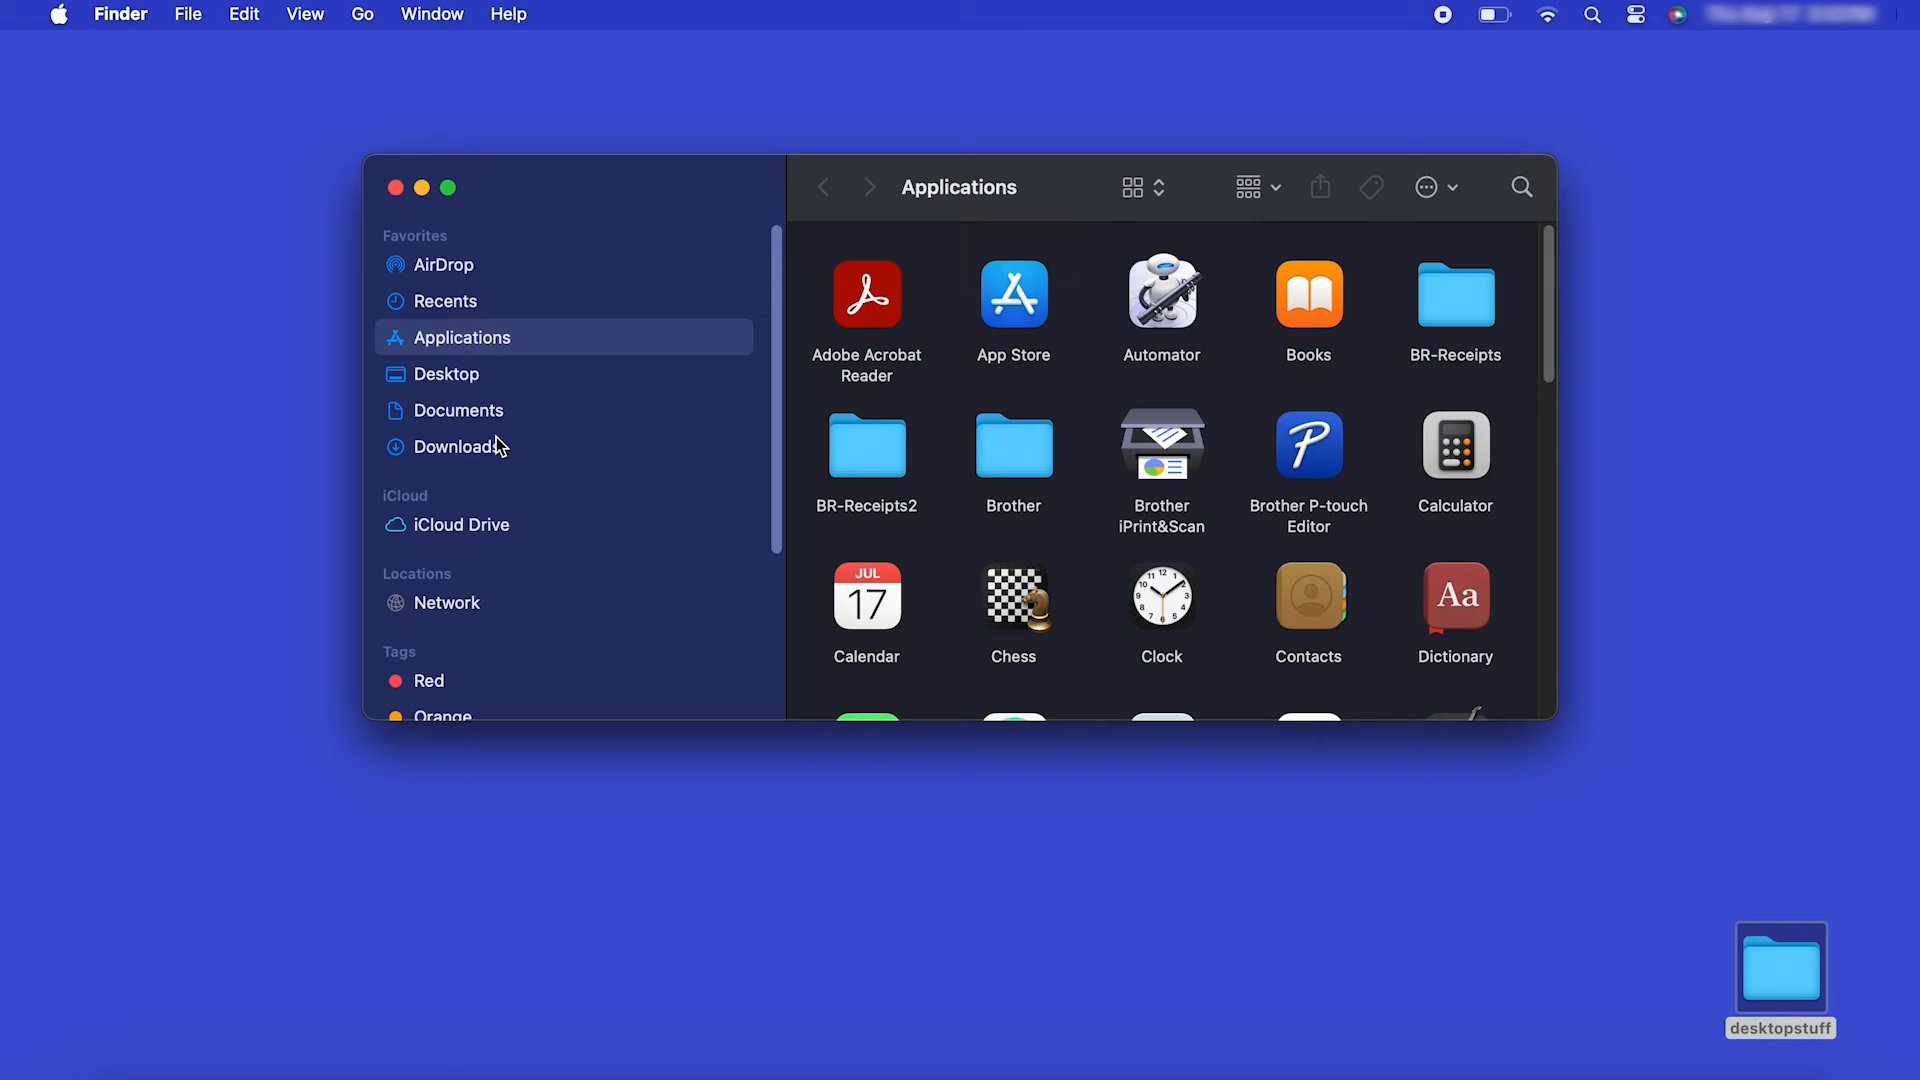 Finder File Edit View Go Window Help
Applications
Favorites
AirDrop
Recents
Applications
Desktop
Documents
Downloads
iCloud
iCloud Drive
Locations
Network
Tags
Red
Orange
Adobe Acrobat
Reader
App Store
Automator
Books
BR-Receipts
BR-Receipts2
Brother
Brother
iPrint&Scan
Brother P-touch
Editor
Calculator
JUL
17
Calendar
Chess
Clock
Contacts
Aa
Dictionary
desktopstuff